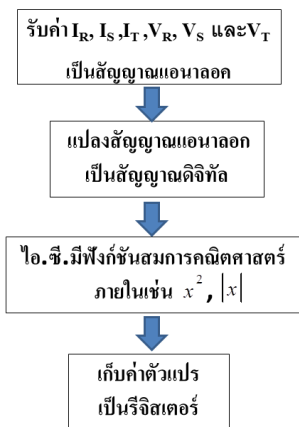 รับค่า I_R, I_S ,I_T ,V_R, V_S และV_T
เป็นสัญญาณแอนาลอค
แปลงสัญญาณแอนาลอก
เป็นสัญญาณดิจิทัล
ไอ.ซี.มีฟังก์ชันสมการคณิตศาสตร์
ภายในเช่น x², |x|
เก็บค่าตัวแปร
เป็นรีจิสเตอร์